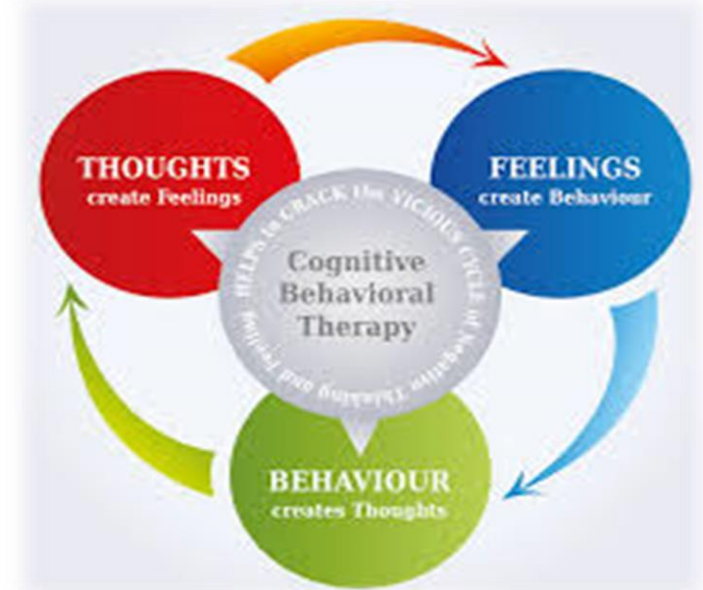 THOUGHTS
create Feelings
FEELINGS
create Behaviour
HELPs to CRACK the VICIOUS CYCLE of Negative Thinking and Feeling
Cognitive
Behavioral
Therapy
BEHAVIOUR
creates Thoughts